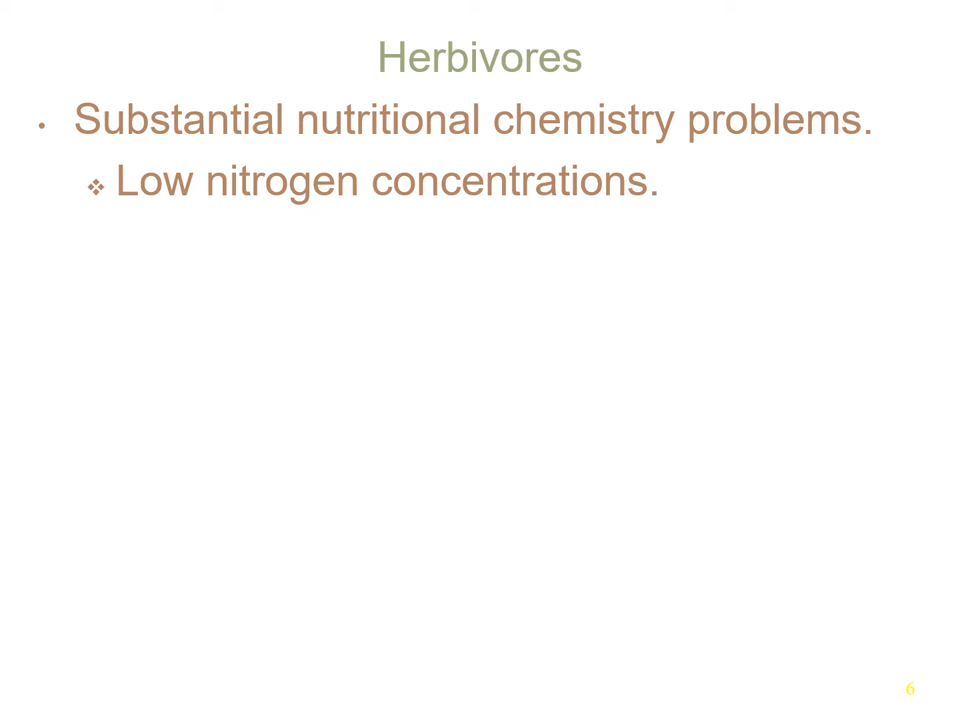 Herbivores
• Substantial nutritional chemistry problems.
❖ Low nitrogen concentrations.
6